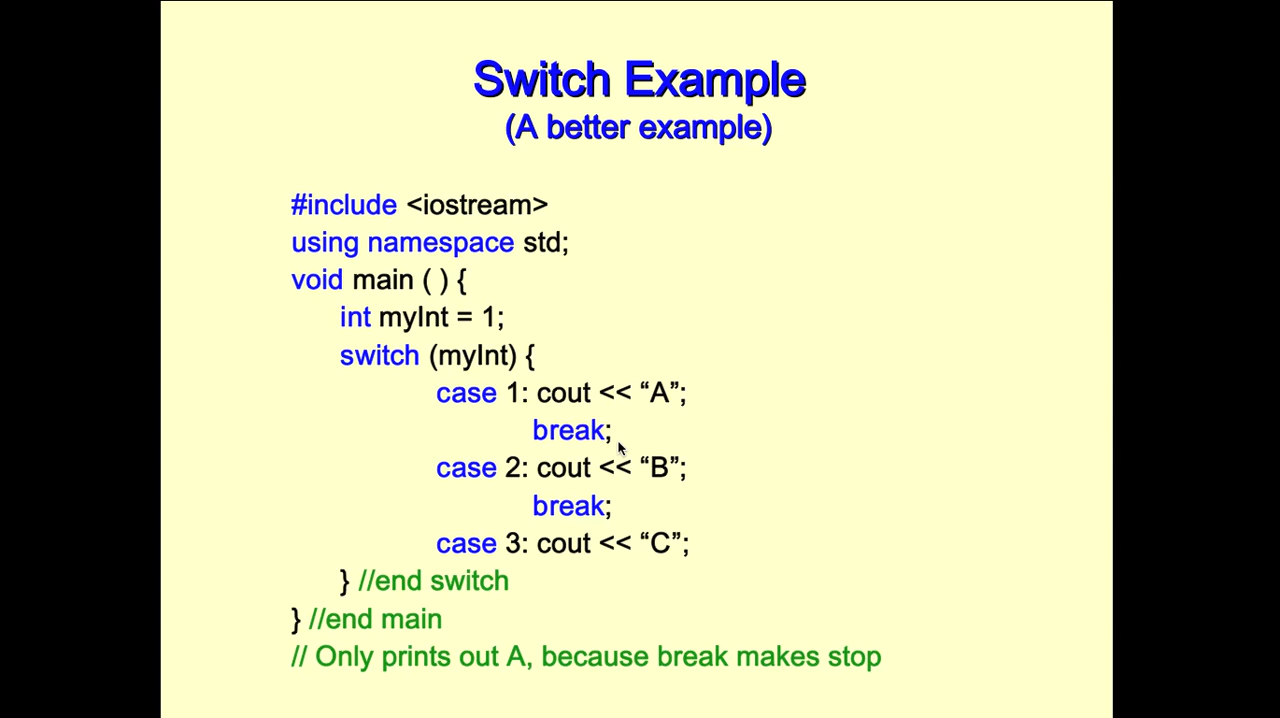 Switch Example
(A better example)
#include <iostream>
using namespace std;
void main ( ) {
int myInt = 1;
switch (myInt) {
case 1: cout << “A”;
break;
case 2: cout << “B”;
break;
case 3: cout << “C”;
} //end switch
} //end main
// Only prints out A, because break makes stop